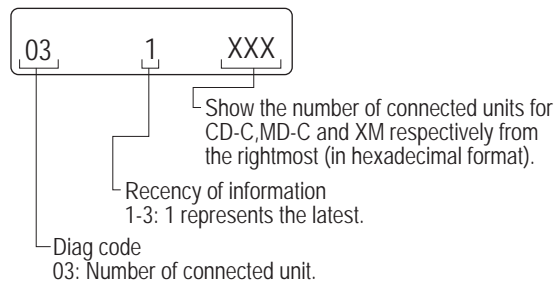 03 1 XXX
Show the number of connected units for
CD-C,MD-C and XM respectively from
the rightmost (in hexadecimal format).
Recency of information
1-3: 1 represents the latest.
Diag code
03: Number of connected unit.